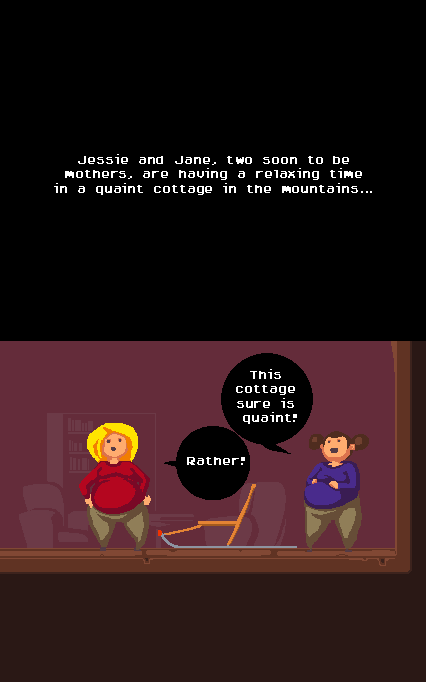 Jessie and Jane, two soon to be
mothers, are having a relaxing time
in a quaint cottage in the mountains...
This
cottage
sure is
quaint!
Rather!